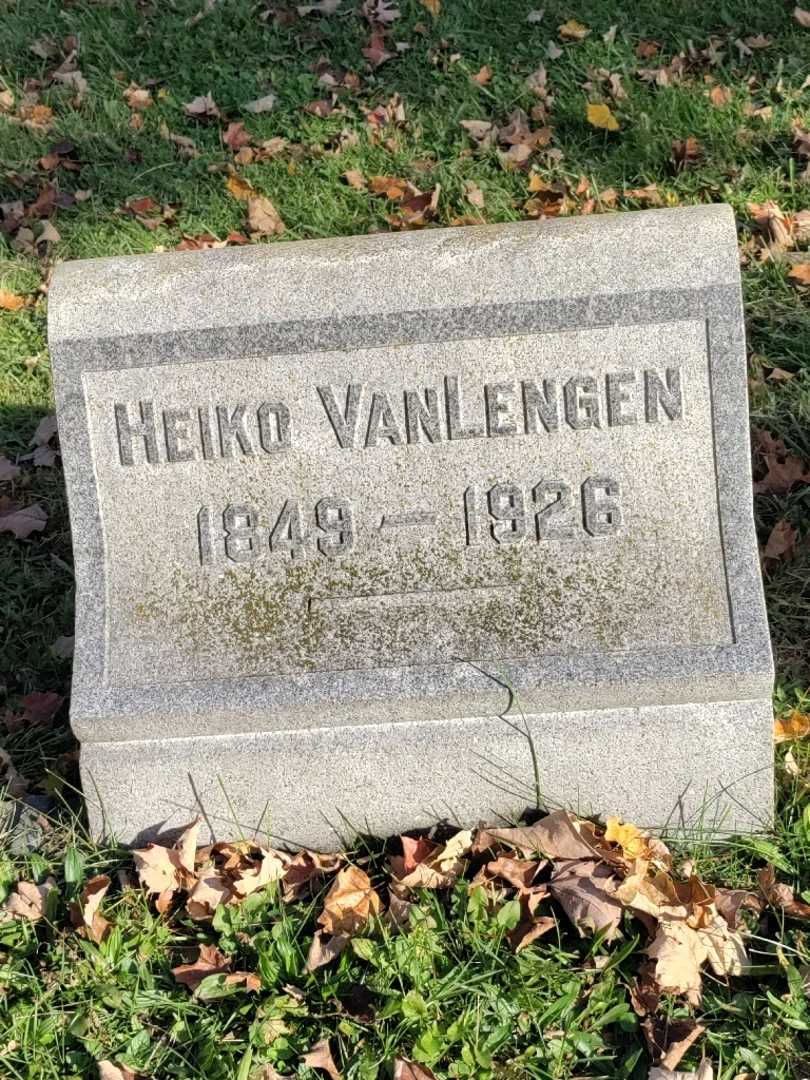 HEIKO VANLENGEN
1849 — 1926